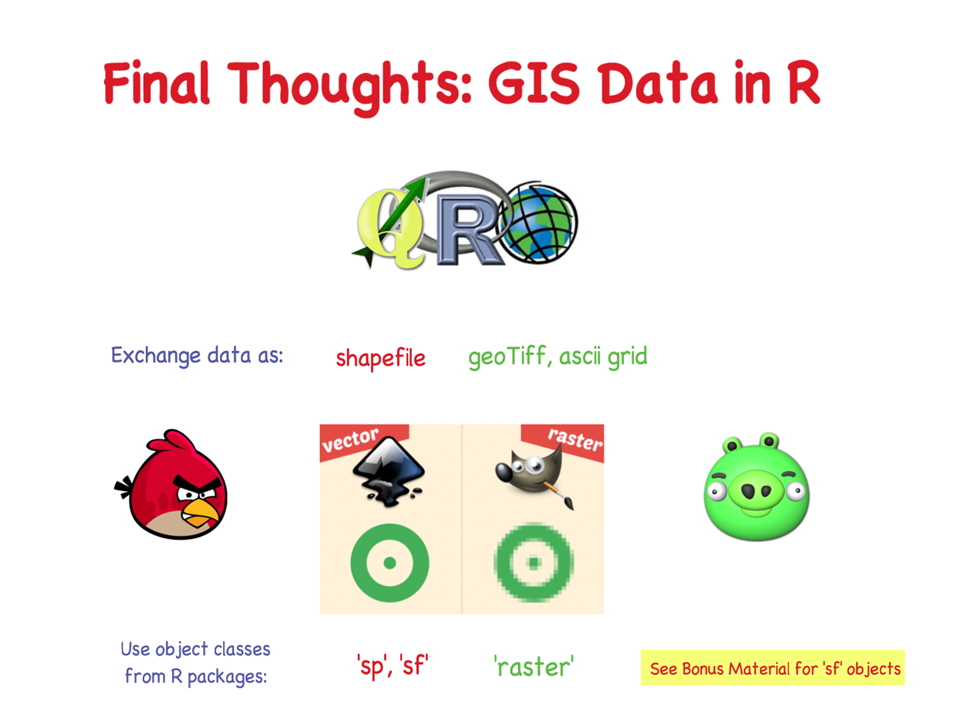 Final Thoughts: GIS Data in R
Q R
Exchange data as: shapefile geoTiff, ascii grid
vector raster
Use object classes
from R packages: 'sp', 'sf' 'raster'
See Bonus Material for 'sf' objects